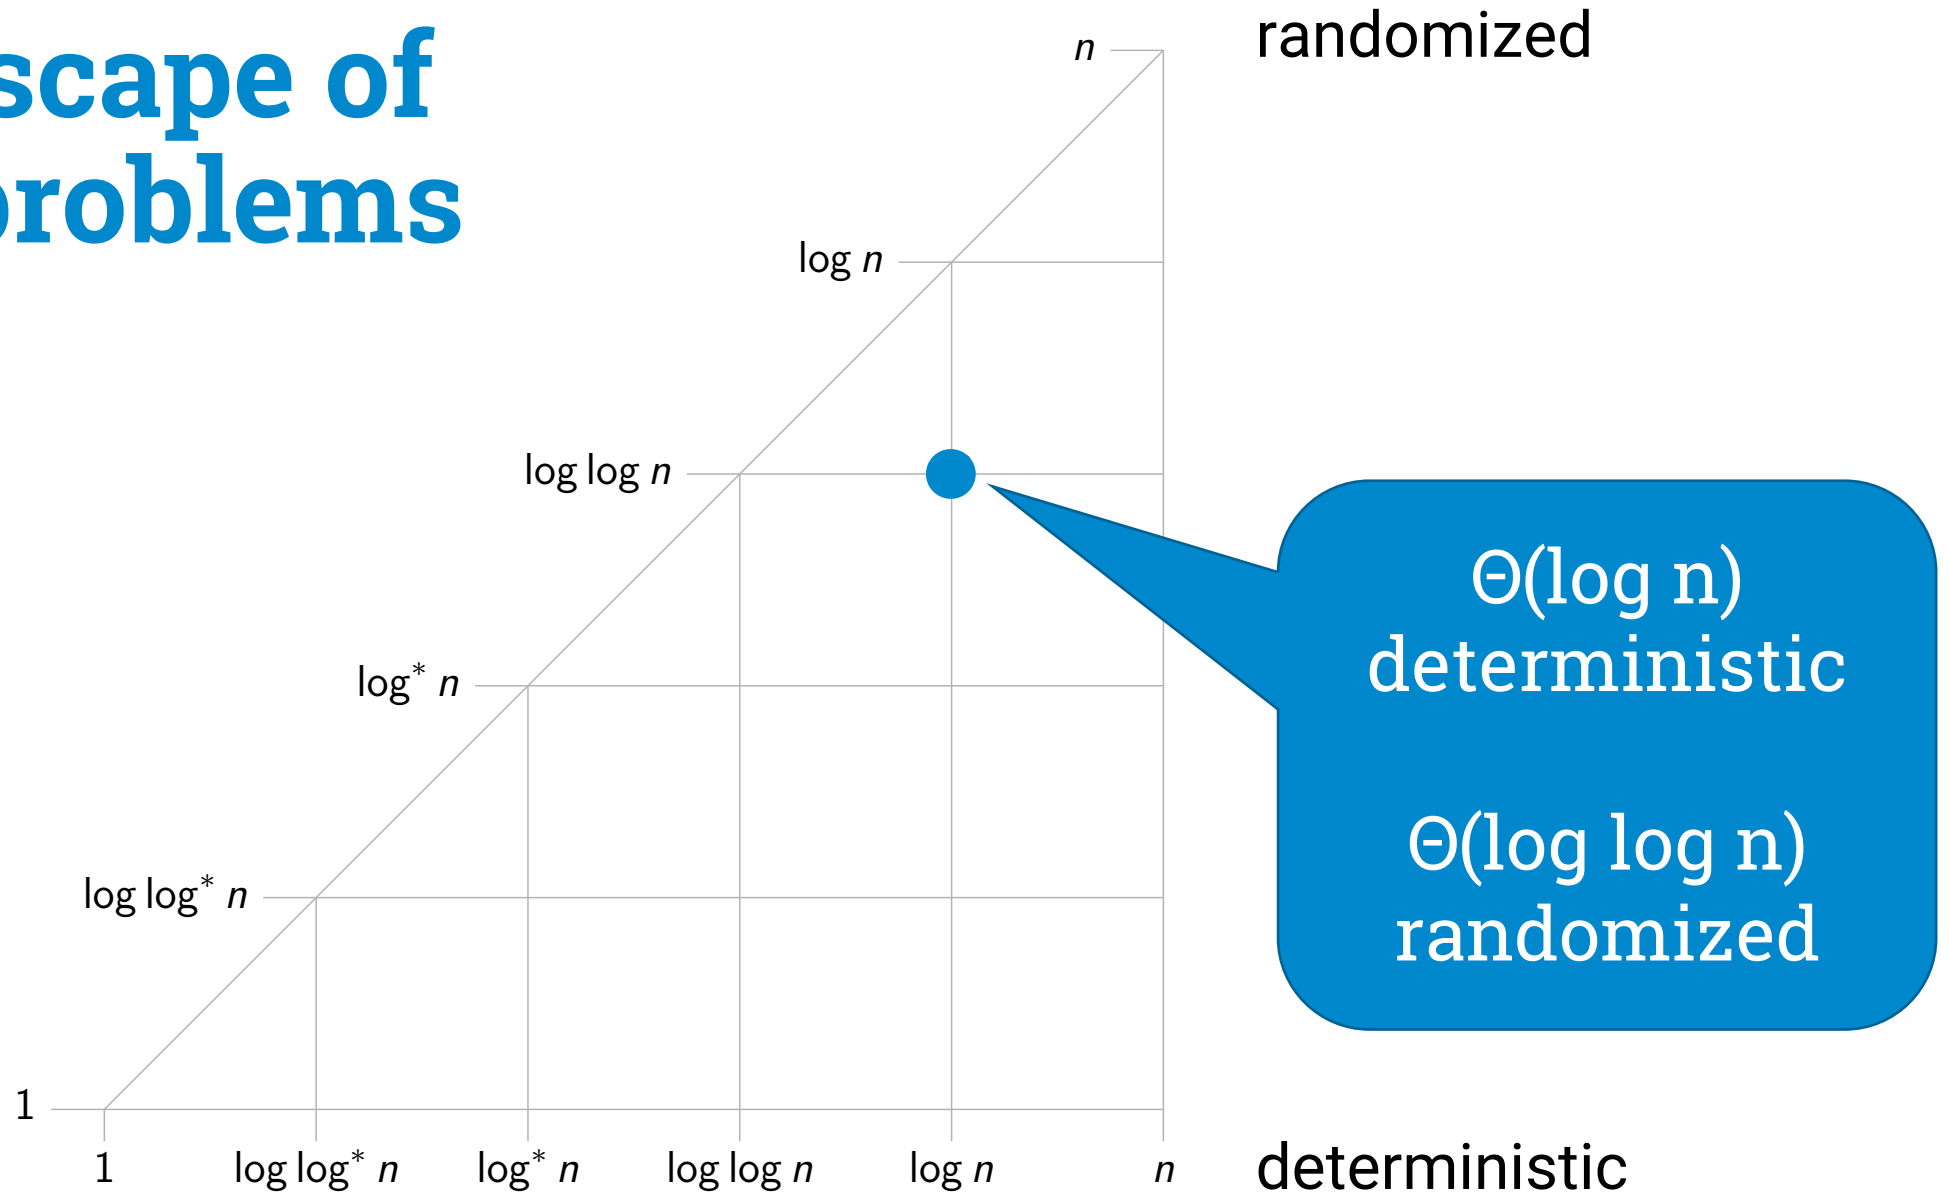 scape of
problems
randomized
n
log n
log log n
log* n
log log* n
1
Θ(log n)
deterministic
Θ(log log n)
randomized
1
log log* n
log* n
log log n
log n
n
deterministic